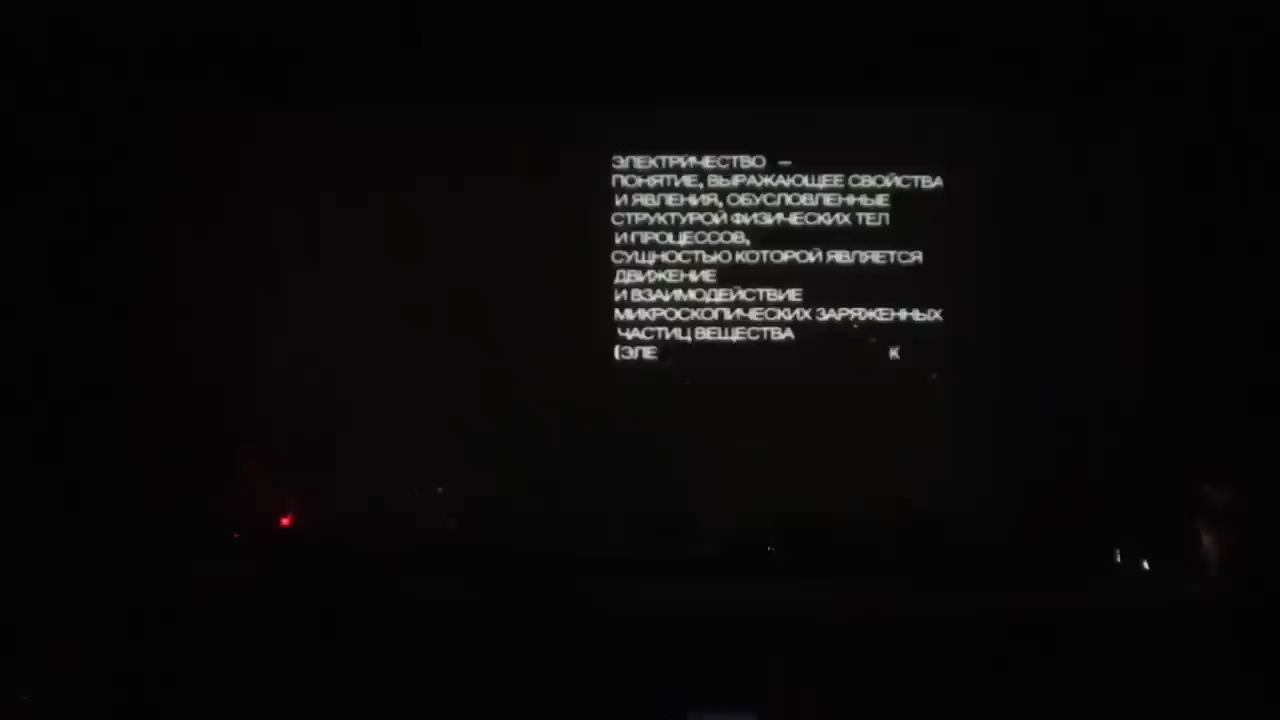 ЭЛЕКТРИЧЕСТВО –
ПОНЯТИЕ, ВЫРАЖАЮЩЕЕ СВОЙСТВА
И ЯВЛЕНИЯ, ОБУСЛОВЛЕННЫЕ
СТРУКТУРОЙ ФИЗИЧЕСКИХ ТЕЛ
И ПРОЦЕССОВ,
СУЩНОСТЬЮ КОТОРОЙ ЯВЛЯЕТСЯ
ДВИЖЕНИЕ
И ВЗАИМОДЕЙСТВИЕ
МИКРОСКОПИЧЕСКИХ ЗАРЯЖЕННЫХ
ЧАСТИЦ ВЕЩЕСТВА
(ЭЛЕ К